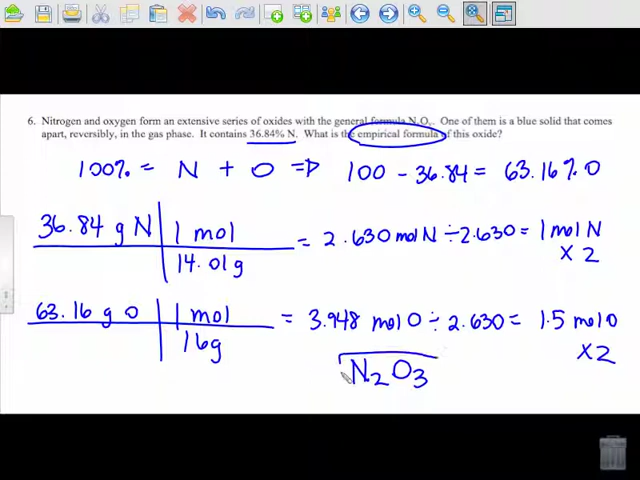 6. Nitrogen and oxygen form an extensive series of oxides with the general formula NxOy. One of them is a blue solid that comes
apart, reversibly, in the gas phase. It contains 36.84% N. What is the empirical formula of this oxide?
100% = N + O ⇒ 100 - 36.84 = 63.16% O
36.84 g N | 1 mol = 2.630 mol N ÷ 2.630 = 1 mol N
14.01 g × 2
63.16 g O | 1 mol = 3.948 mol O ÷ 2.630 = 1.5 mol O
16g × 2
N2O3